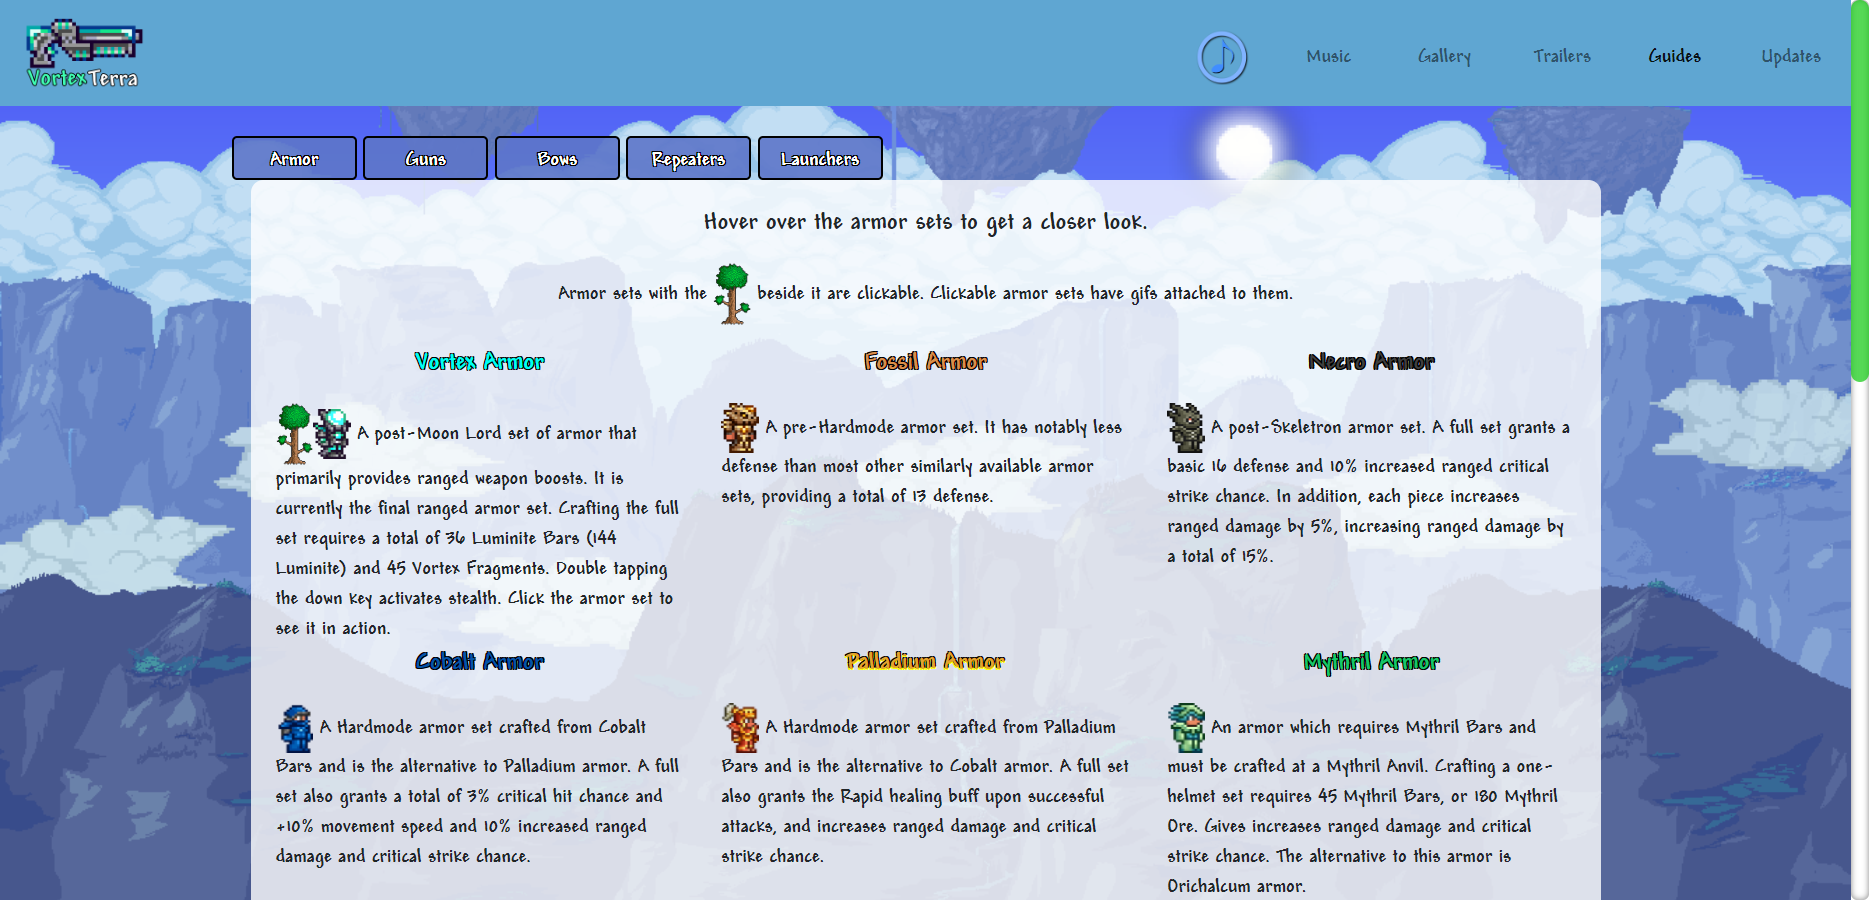 VortexTerra
Music Gallery Trailers Guides Updates
Armor Guns Bows Repeaters Launchers
Hover over the armor sets to get a closer look.
Armor sets with the beside it are clickable. Clickable armor sets have gifs attached to them.
Vortex Armor
A post-Moon Lord set of armor that
primarily provides ranged weapon boosts. It is
currently the final ranged armor set. Crafting the full
set requires a total of 36 Luminite Bars (144
Luminite) and 45 Vortex Fragments. Double tapping
the down key activates stealth. Click the armor set to
see it in action.
Fossil Armor
A pre-Hardmode armor set. It has notably less
defense than most other similarly available armor
sets, providing a total of 13 defense.
Necro Armor
A post-Skeletron armor set. A full set grants a
basic 16 defense and 10% increased ranged critical
strike chance. In addition, each piece increases
ranged damage by 5%, increasing ranged damage by
a total of 15%.
Cobalt Armor
A Hardmode armor set crafted from Cobalt
Bars and is the alternative to Palladium armor. A full
set also grants a total of 3% critical hit chance and
+10% movement speed and 10% increased ranged
damage and critical strike chance.
Palladium Armor
A Hardmode armor set crafted from Palladium
Bars and is the alternative to Cobalt armor. A full set
also grants the Rapid healing buff upon successful
attacks, and increases ranged damage and critical
strike chance.
Mythril Armor
An armor which requires Mythril Bars and
must be crafted at a Mythril Anvil. Crafting a one-
helmet set requires 45 Mythril Bars, or 180 Mythril
Ore. Gives increases ranged damage and critical
strike chance. The alternative to this armor is
Orichalcum armor.